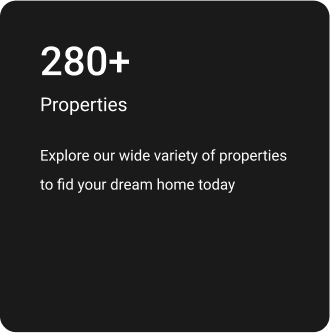 280+
Properties
Explore our wide variety of properties
to fid your dream home today